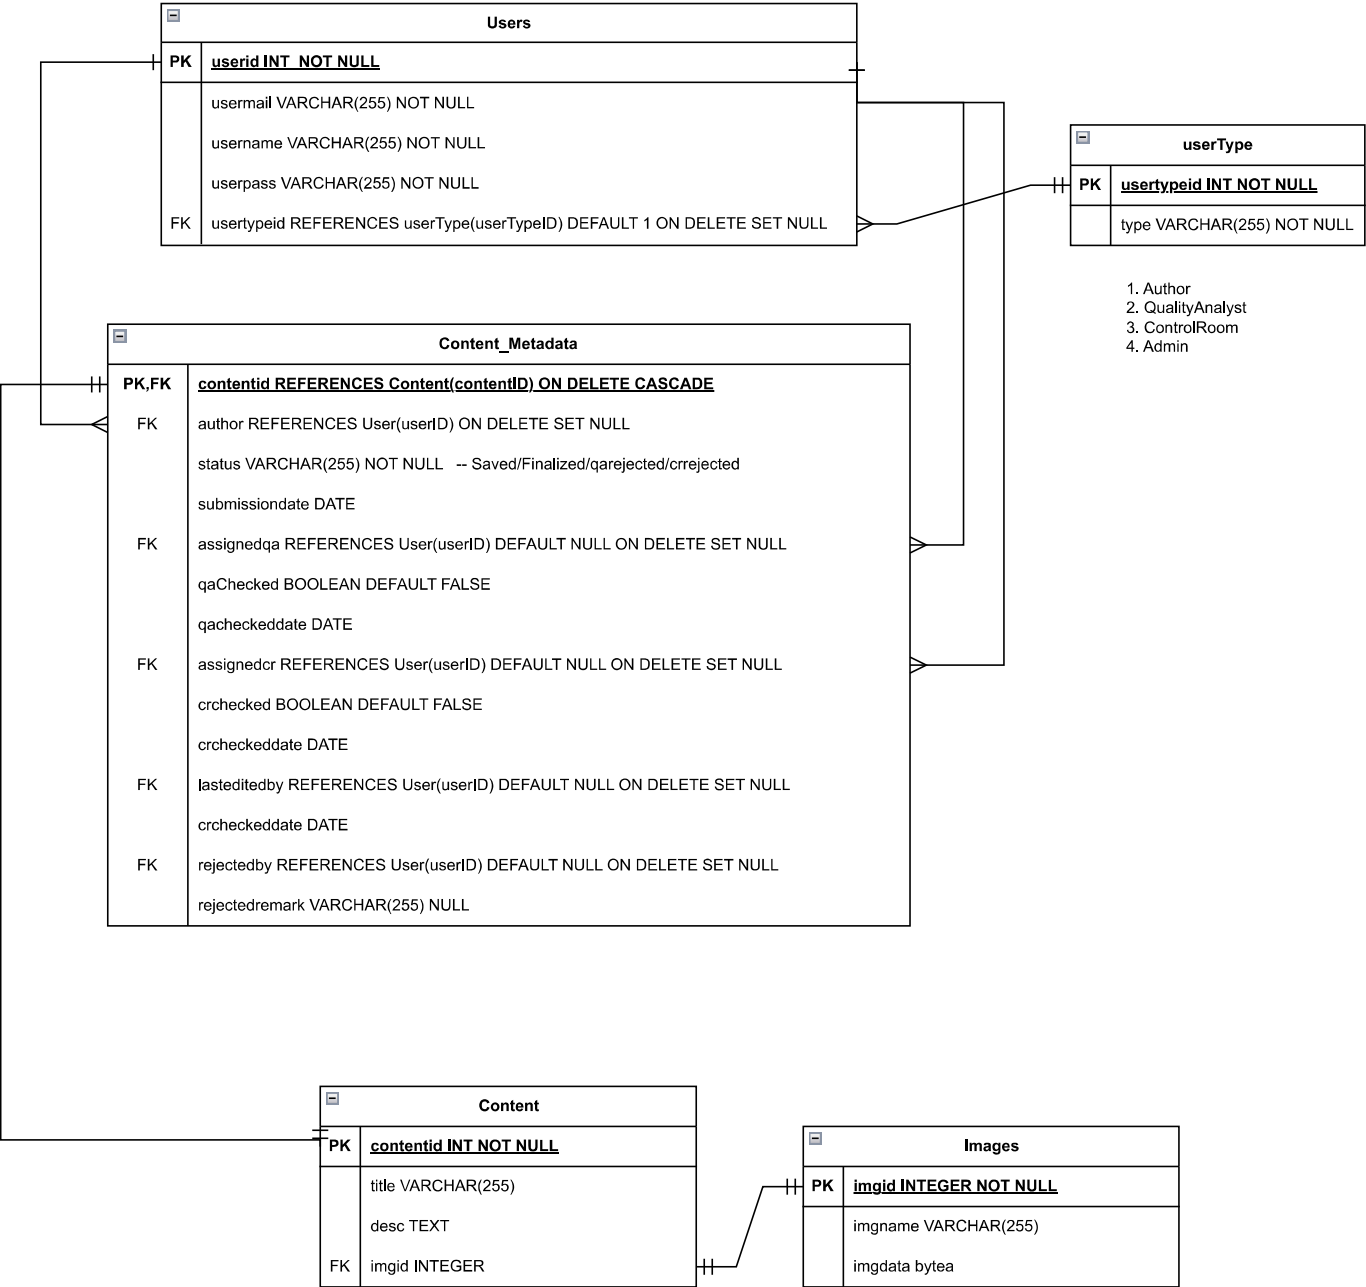 Users
PK userid INT NOT NULL
usermail VARCHAR(255) NOT NULL
username VARCHAR(255) NOT NULL
userpass VARCHAR(255) NOT NULL
FK usertypeid REFERENCES userType(userTypeID) DEFAULT 1 ON DELETE SET NULL
userType
PK usertypeid INT NOT NULL
type VARCHAR(255) NOT NULL
1. Author
2. QualityAnalyst
3. ControlRoom
4. Admin
Content_Metadata
PK,FK contentid REFERENCES Content(contentID) ON DELETE CASCADE
FK author REFERENCES User(userID) ON DELETE SET NULL
status VARCHAR(255) NOT NULL -- Saved/Finalized/qarejected/crrejected
submissiondate DATE
FK assignedqa REFERENCES User(userID) DEFAULT NULL ON DELETE SET NULL
qaChecked BOOLEAN DEFAULT FALSE
qacheckeddate DATE
FK assignedcr REFERENCES User(userID) DEFAULT NULL ON DELETE SET NULL
crchecked BOOLEAN DEFAULT FALSE
crcheckeddate DATE
FK lasteditedby REFERENCES User(userID) DEFAULT NULL ON DELETE SET NULL
crcheckeddate DATE
FK rejectedby REFERENCES User(userID) DEFAULT NULL ON DELETE SET NULL
rejectedremark VARCHAR(255) NULL
Content
PK contentid INT NOT NULL
title VARCHAR(255)
desc TEXT
FK imgid INTEGER
Images
PK imgid INTEGER NOT NULL
imgname VARCHAR(255)
imgdata bytea